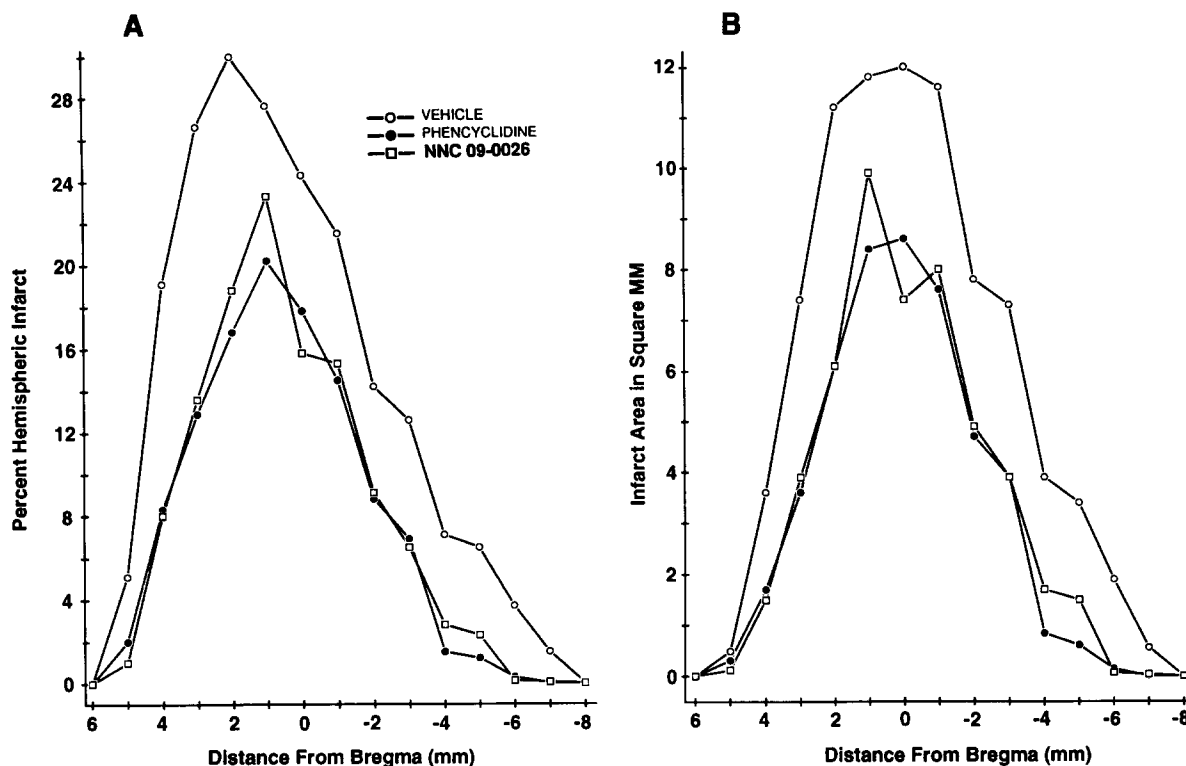 A
Percent Hemispheric Infarct
28
24
20
16
12
8
4
0
VEHICLE
PHENCYCLIDINE
NNC 09-0026
6 4 2 0 -2 -4 -6 -8
Distance From Bregma (mm)
B
Infarct Area in Square MM
12
10
8
6
4
2
0
6 4 2 0 -2 -4 -6 -8
Distance From Bregma (mm)